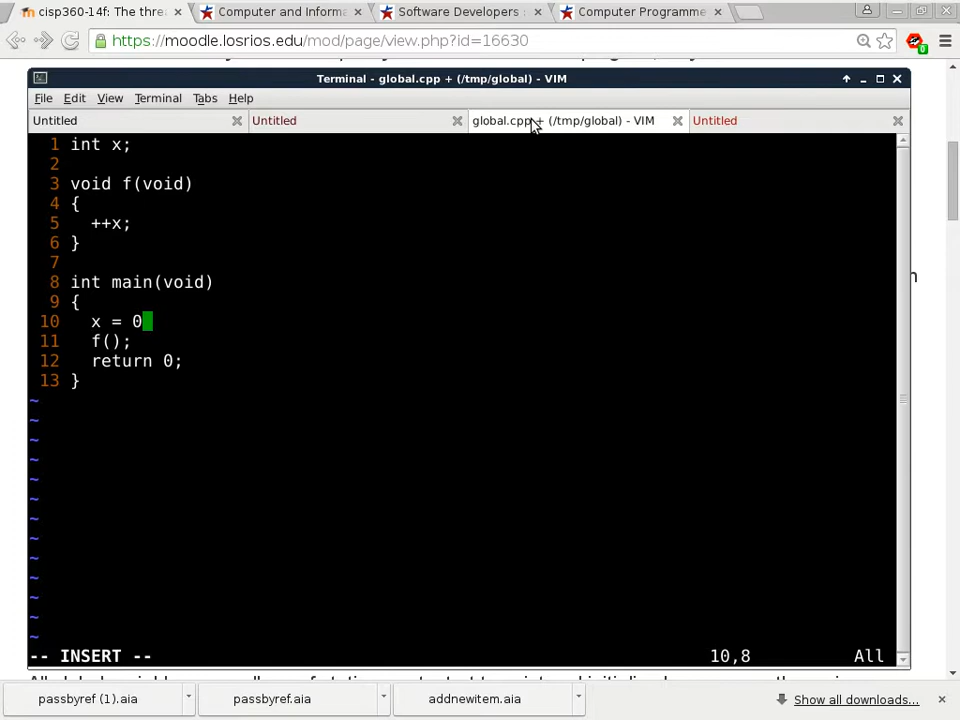 cisp360-14f: The thre
Computer and Informa
Software Developers :
Computer Programme
https://moodle.losrios.edu/mod/page/view.php?id=16630
Terminal - global.cpp + (/tmp/global) - VIM
File Edit View Terminal Tabs Help
Untitled
Untitled
global.cpp + (/tmp/global) - VIM
Untitled
1 int x;
2
3 void f(void)
4 {
5 ++x;
6 }
7
8 int main(void)
9 {
10 x = 0
11 f();
12 return 0;
13 }
~
~
~
~
~
~
~
~
~
~
~
~
~
-- INSERT -- 10,8 All
passbyref (1).aia
passbyref.aia
addnewitem.aia
Show all downloads...